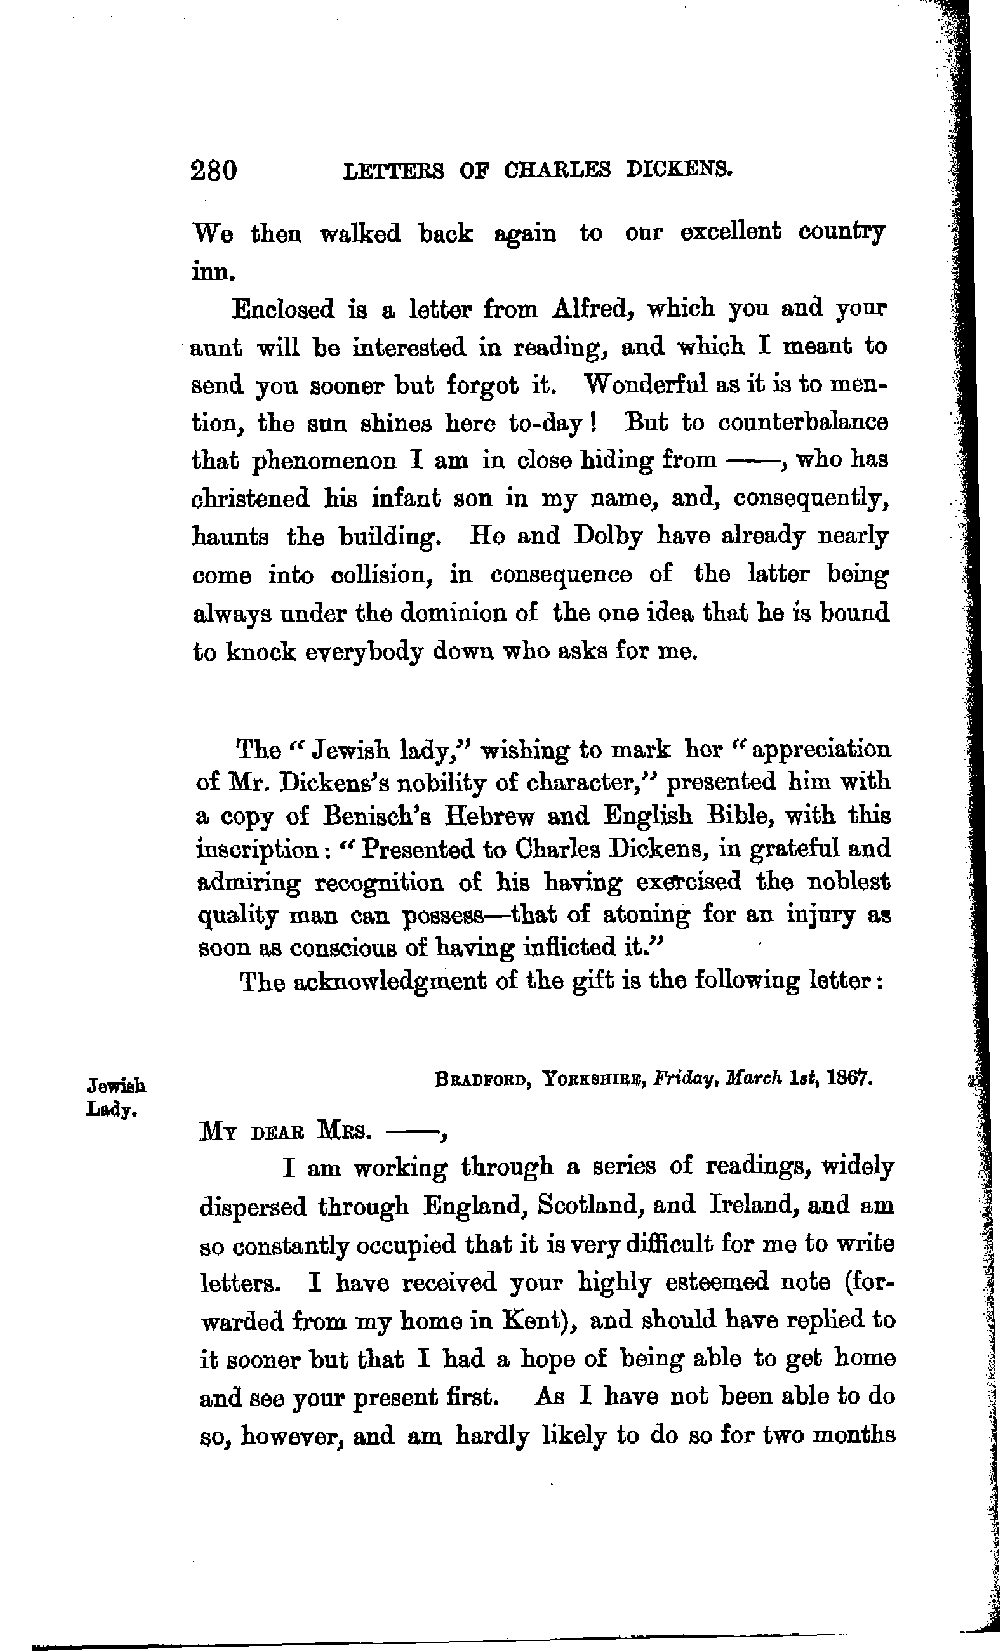 280 LETTERS OF CHARLES DICKENS.
We then walked back again to our excellent country
inn.
Enclosed is a letter from Alfred, which you and your
aunt will be interested in reading, and which I meant to
send you sooner but forgot it. Wonderful as it is to men-
tion, the sun shines here to-day! But to counterbalance
that phenomenon I am in close hiding from ——, who has
christened his infant son in my name, and, consequently,
haunts the building. He and Dolby have already nearly
come into collision, in consequence of the latter being
always under the dominion of the one idea that he is bound
to knock everybody down who asks for me.
The “Jewish lady,” wishing to mark her “appreciation
of Mr. Dickens’s nobility of character,” presented him with
a copy of Benisch’s Hebrew and English Bible, with this
inscription: “Presented to Charles Dickens, in grateful and
admiring recognition of his having exercised the noblest
quality man can possess—that of atoning for an injury as
soon as conscious of having inflicted it.”
The acknowledgment of the gift is the following letter:
Jewish
Lady.
BRADFORD, YORKSHIRE, Friday, March 1st, 1867.
MY DEAR MRS. ——,
I am working through a series of readings, widely
dispersed through England, Scotland, and Ireland, and am
so constantly occupied that it is very difficult for me to write
letters. I have received your highly esteemed note (for-
warded from my home in Kent), and should have replied to
it sooner but that I had a hope of being able to get home
and see your present first. As I have not been able to do
so, however, and am hardly likely to do so for two months